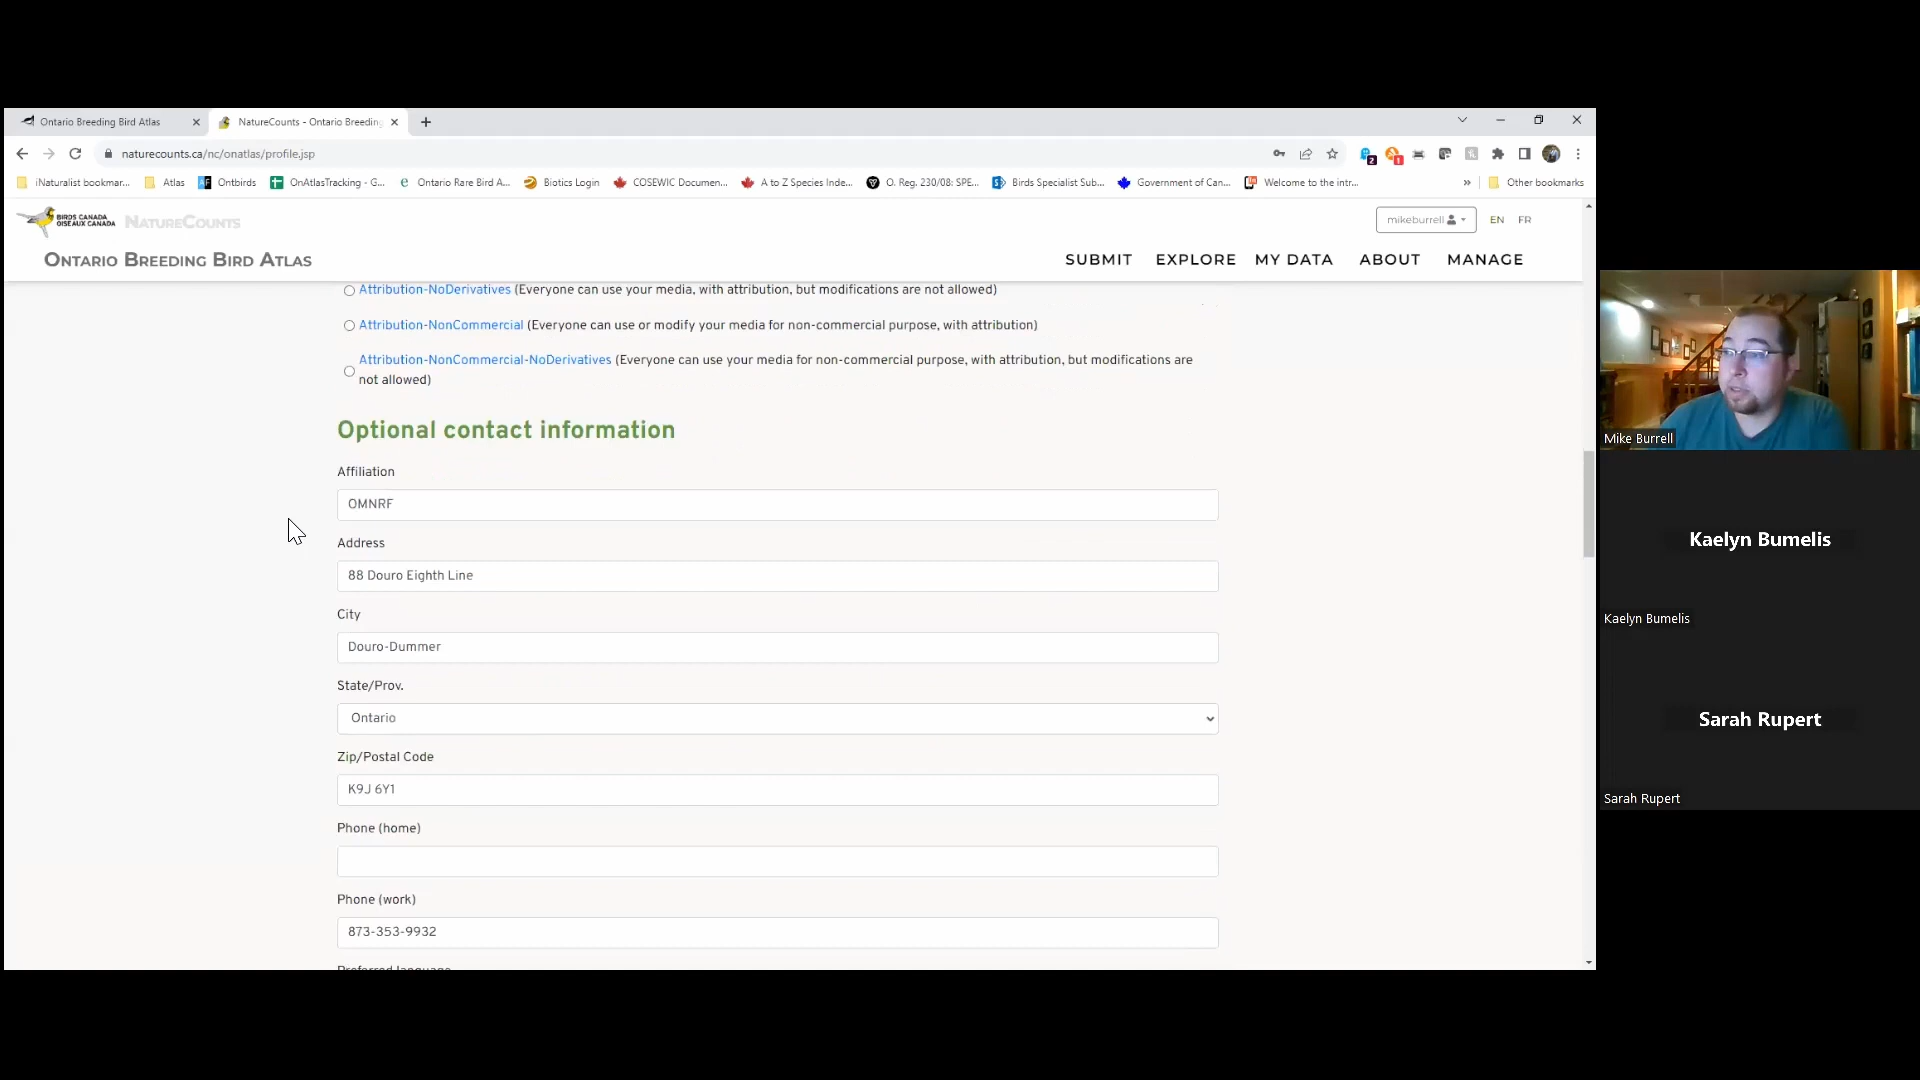 Ontario Breeding Bird Atlas
NatureCounts - Ontario Breeding
naturecounts.ca/nc/onatlas/profile.jsp
2
1
iNaturalist bookmar...
Atlas
Ontbirds
OnAtlasTracking - G...
Ontario Rare Bird A...
Biotics Login
COSEWIC Documen...
A to Z Species Inde...
O. Reg. 230/08: SPE...
Birds Specialist Sub...
Government of Can...
Welcome to the intr...
»
Other bookmarks
BIRDS CANADA
OISEAUX CANADA
NATURECOUNTS
mikeburrell
EN
FR
ONTARIO BREEDING BIRD ATLAS
SUBMIT
EXPLORE
MY DATA
ABOUT
MANAGE
Attribution-NoDerivatives (Everyone can use your media, with attribution, but modifications are not allowed)
Attribution-NonCommercial (Everyone can use or modify your media for non-commercial purpose, with attribution)
Attribution-NonCommercial-NoDerivatives (Everyone can use your media for non-commercial purpose, with attribution, but modifications are
not allowed)
Optional contact information
Affiliation
OMNRF
Address
88 Douro Eighth Line
City
Douro-Dummer
State/Prov.
Ontario
Zip/Postal Code
K9J 6Y1
Phone (home)
Phone (work)
873-353-9932
Preferred language
Mike Burrell
Kaelyn Bumelis
Kaelyn Bumelis
Sarah Rupert
Sarah Rupert